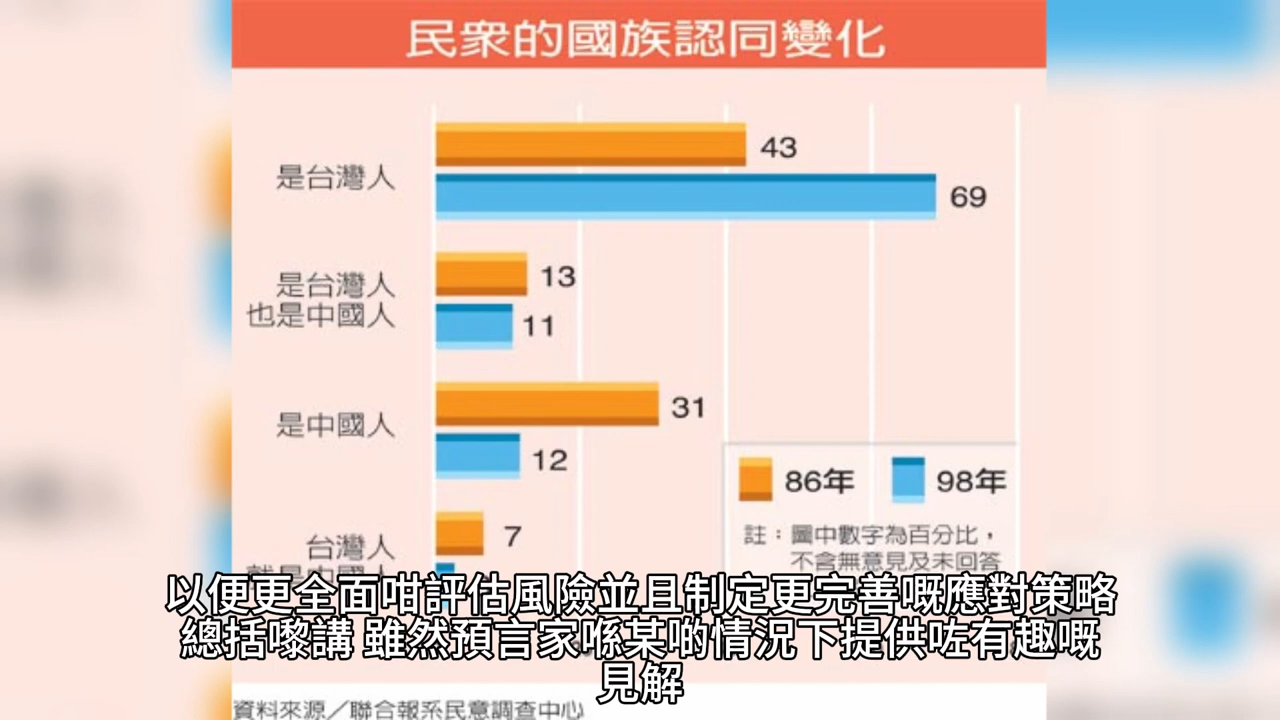 民眾的國族認同變化
43
是台灣人
69
13
是台灣人
也是中國人
11
31
是中國人
12
86年 98年
7
註：圖中數字為百分比，
不含無意見及未回答
台灣人
就是中國人
以便更全面咁評估風險並且制定更完善嘅應對策略
總括嚟講 雖然預言家喺某啲情況下提供咗有趣嘅
見解
資料來源／聯合報系民意調查中心